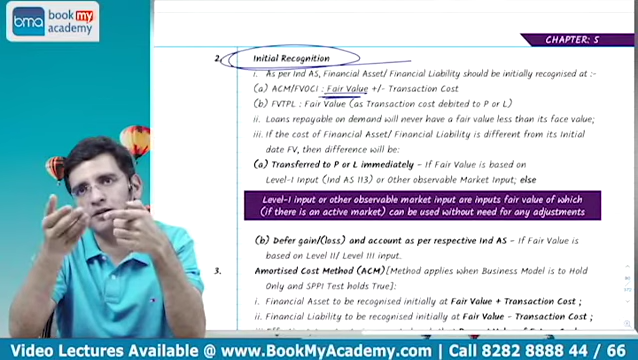 bma
book my
academy
CHAPTER: 5
2. Initial Recognition
i. As per Ind AS, Financial Asset/ Financial Liability should be initially recognised at :-
(a) ACM/FVOCI : Fair Value +/- Transaction Cost
(b) FVTPL : Fair Value (as Transaction cost debited to P or L)
ii. Loans repayable on demand will never have a fair value less than its face value;
iii. If the cost of Financial Asset/ Financial Liability is different from its Initial
date FV, then difference will be:
(a) Transferred to P or L immediately - If Fair Value is based on
Level-I Input (Ind AS 113) or Other observable Market Input; else
Level-I input or other observable market input are inputs fair value of which
(if there is an active market) can be used without need for any adjustments
(b) Defer gain/(loss) and account as per respective Ind AS - If Fair Value is
based on Level II/ Level III input.
3. Amortised Cost Method (ACM) [Method applies when Business Model is to Hold
Only and SPPI Test holds True]:
i. Financial Asset to be recognised initially at Fair Value + Transaction Cost ;
ii. Financial Liability to be recognised initially at Fair Value - Transaction Cost ;
Video Lectures Available @ www.BookMyAcademy.com | Call 8282 8888 44 / 66